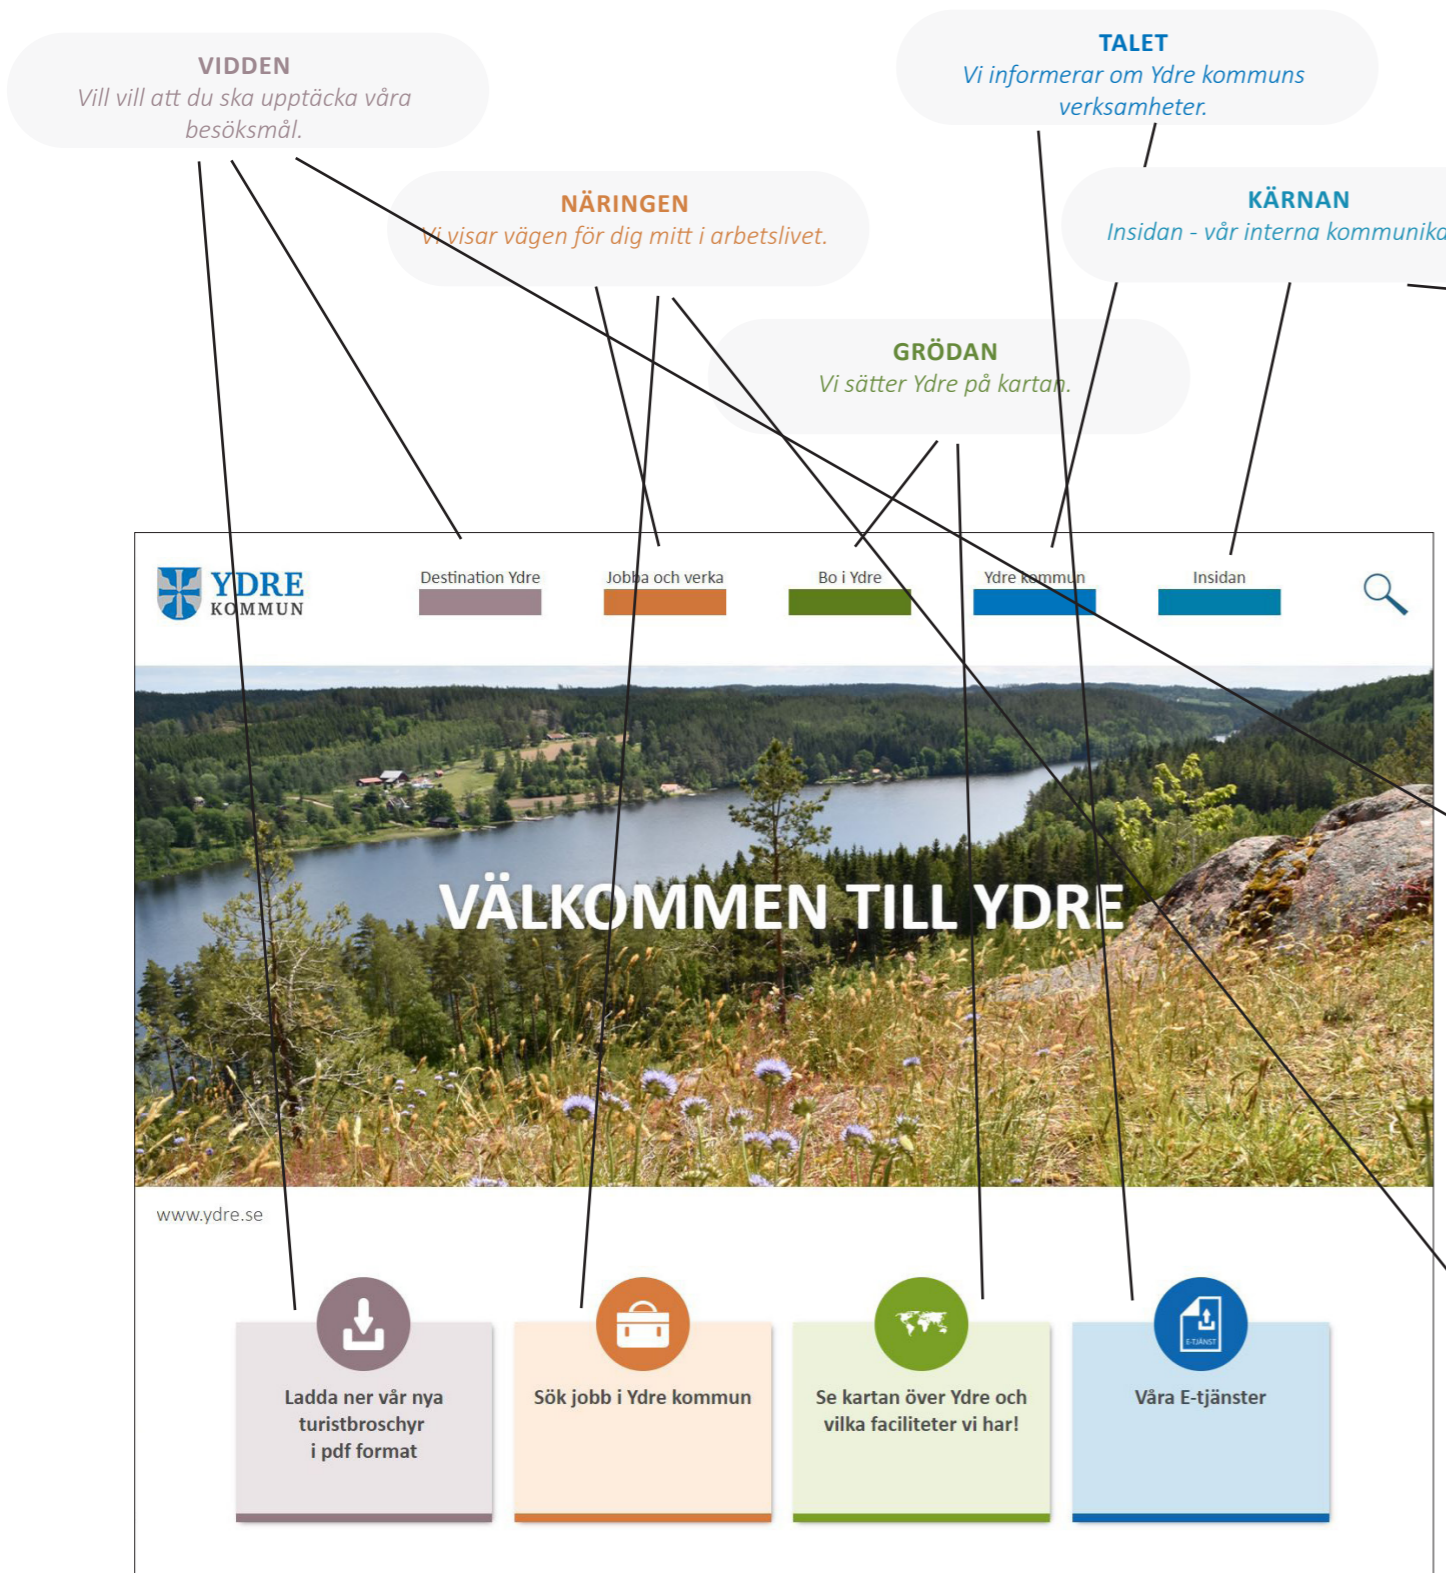 VIDDEN
Vill vill att du ska upptäcka våra
besöksmål.
TALET
Vi informerar om Ydre kommuns
verksamheter.
NÄRINGEN
Vi visar vägen för dig mitt i arbetslivet.
KÄRNAN
Insidan - vår interna
GRÖDAN
Vi sätter Ydre på kartan.
YDRE
KOMMUN
Destination Ydre
Jobba och verka
Bo i Ydre
Ydre kommun
Insidan
VÄLKOMMEN TILL YDRE
www.ydre.se
Ladda ner vår nya
turistbroschyr
i pdf format
Sök jobb i Ydre kommun
Se kartan över Ydre och
vilka faciliteter vi har!
E-TJÄNST
Våra E-tjänster